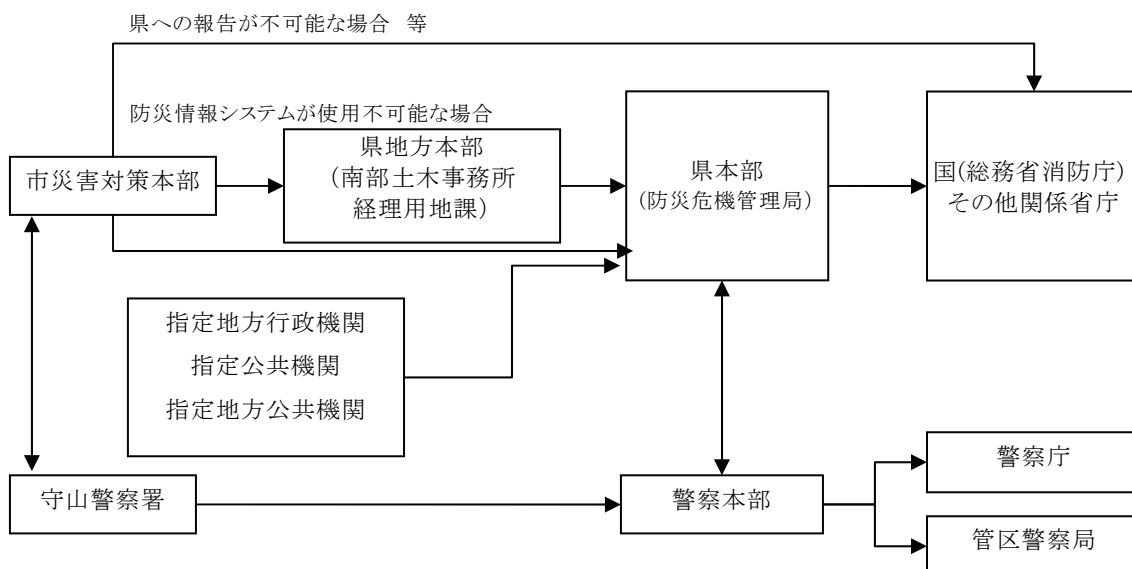 県への報告が不可能な場合 等
防災情報システムが使用不可能な場合
市災害対策本部
県地方本部
(南部土木事務所
経理用地課)
県本部
(防災危機管理局)
国(総務省消防庁)
その他関係省庁
指定地方行政機関
指定公共機関
指定地方公共機関
守山警察署
警察本部
警察庁
管区警察局